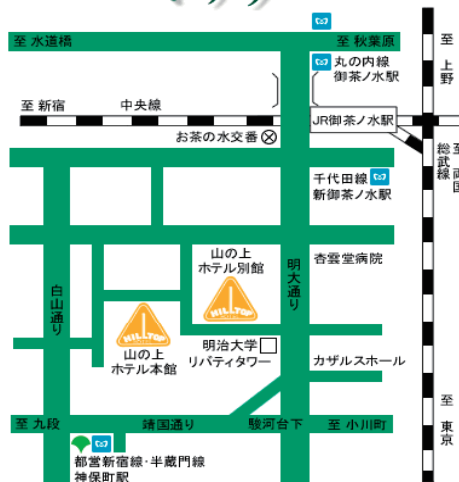 至 水道橋
至 秋葉原
至 上野
丸の内線
御茶ノ水駅
至 新宿
中央線
JR御茶ノ水駅
お茶の水交番
総武線
至 両国
千代田線
新御茶ノ水駅
山の上
ホテル別館
明大通り
杏雲堂病院
白山通り
HILLTOP
HILLTOP
山の上
ホテル本館
明治大学
リバティタワー
カザルスホール
至 九段
靖国通り
駿河台下
至 小川町
至 東京
都営新宿線・半蔵門線
神保町駅